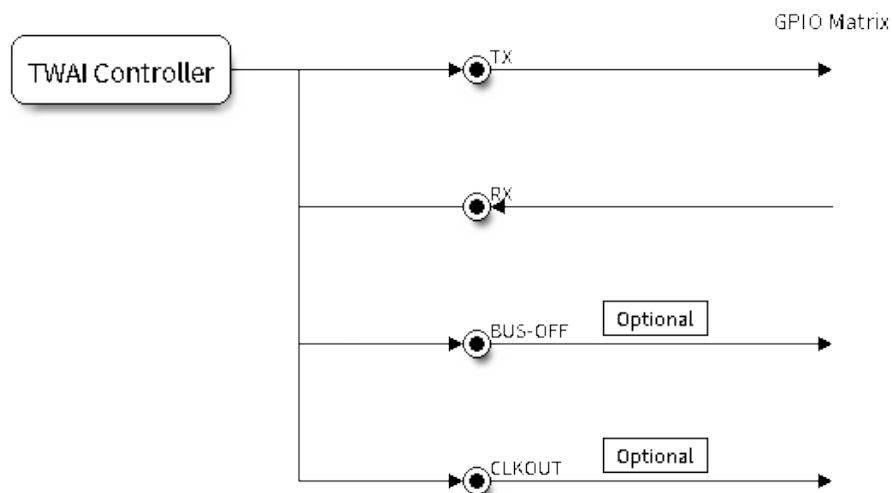 GPIO Matrix
TWAI Controller
TX
RX
BUS-OFF
Optional
CLKOUT
Optional